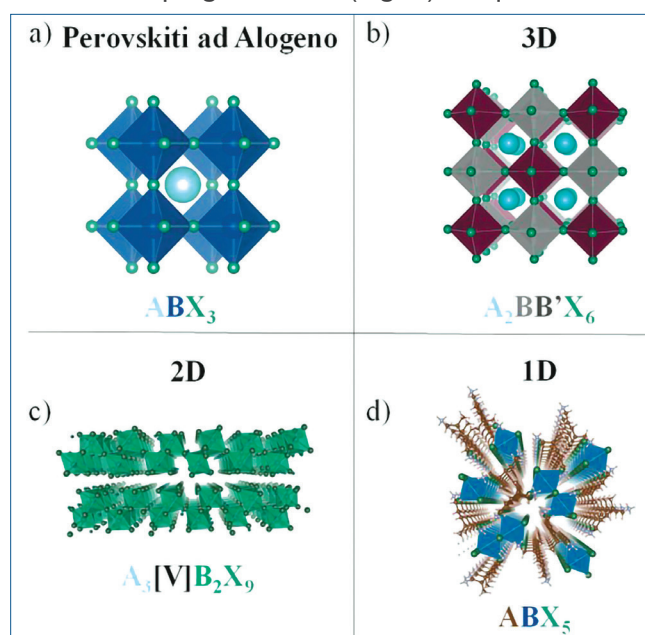 a) Perovskiti ad Alogeno
b) 3D
ABX₃
A₂BB’X₆
2D
1D
c)
d)
A₃[V]B₂X₉
ABX₅